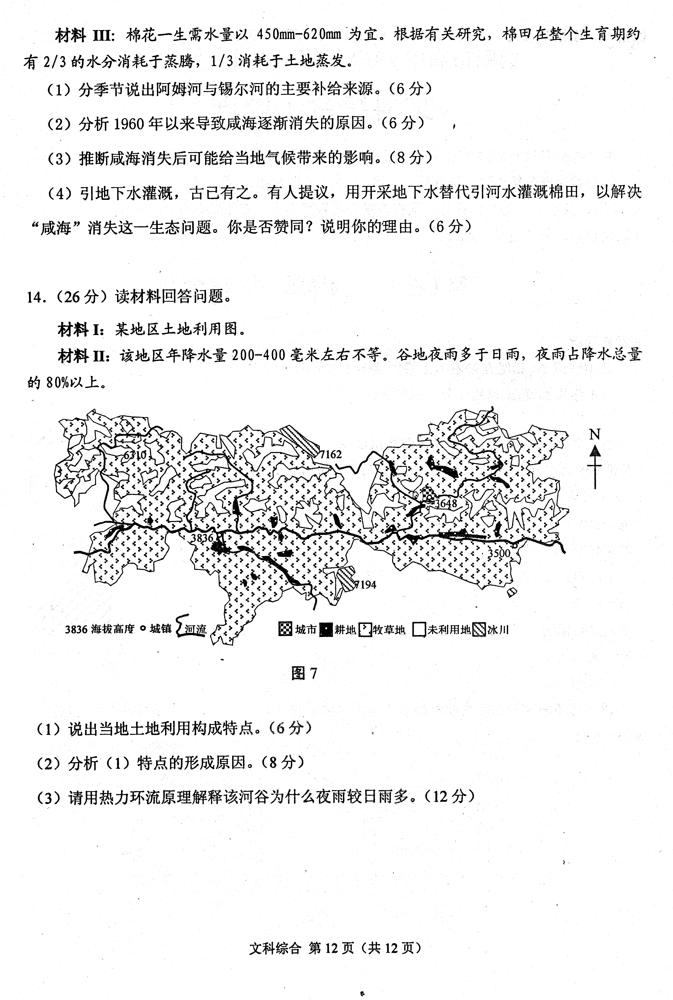 材料 III: 棉花一生需水量以 450mm-620mm 为宜。根据有关研究，棉田在整个生育期约
有 2/3 的水分消耗于蒸腾，1/3 消耗于土地蒸发。
（1）分季节说出阿姆河与锡尔河的主要补给来源。（6 分）
（2）分析 1960 年以来导致咸海逐渐消失的原因。（6 分）
（3）推断咸海消失后可能给当地气候带来的影响。（8 分）
（4）引地下水灌溉，古已有之。有人提议，用开采地下水替代引河水灌溉棉田，以解决
“咸海”消失这一生态问题。你是否赞同？说明你的理由。（6 分）
14.（26 分）读材料回答问题。
材料 I：某地区土地利用图。
材料 II：该地区年降水量 200-400 毫米左右不等。谷地夜雨多于日雨，夜雨占降水总量
的 80%以上。
N
6310
7162
3648
3836
3500
7194
3836 海拔高度 城镇 河流 城市 耕地 牧草地 未利用地 冰川
图 7
（1）说出当地土地利用构成特点。（6 分）
（2）分析（1）特点的形成原因。（8 分）
（3）请用热力环流原理解释该河谷为什么夜雨较日雨多。（12 分）
文科综合 第 12 页（共 12 页）